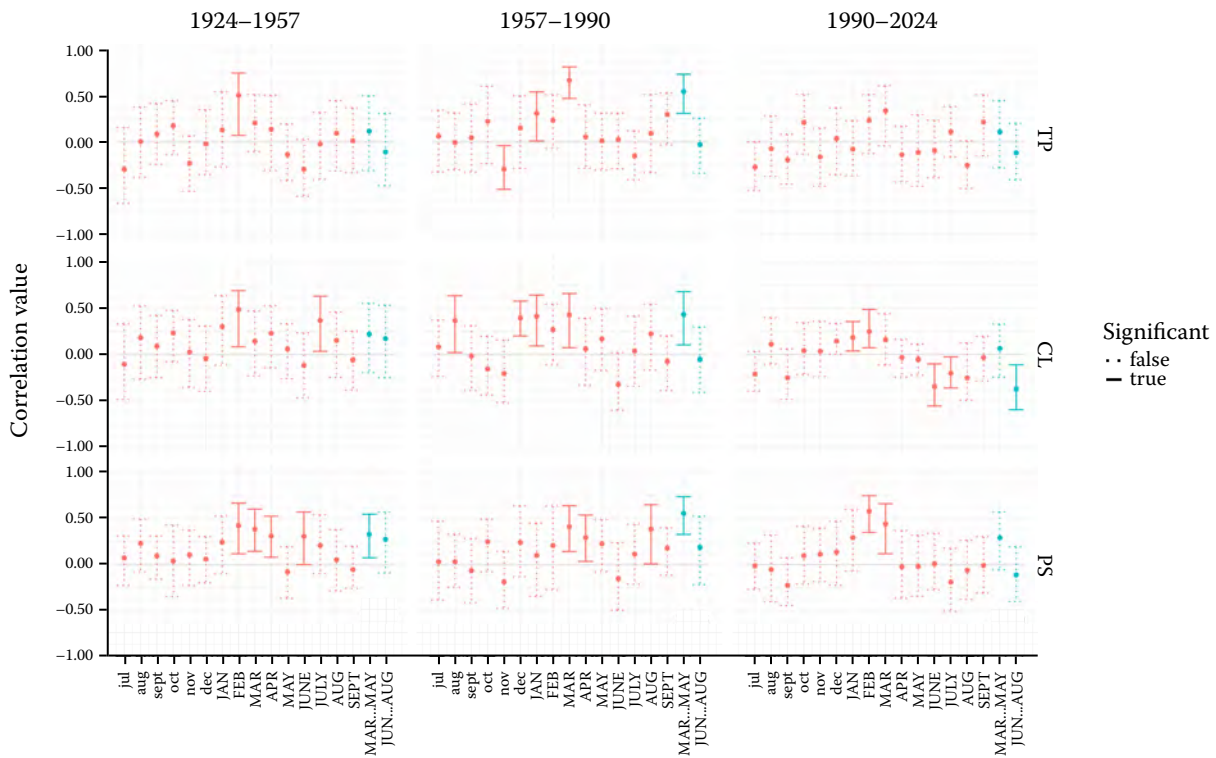 1924–1957 1957–1990 1990–2024
1.00
0.50
0.00
−0.50
−1.00
TP
1.00
0.50
0.00
−0.50
−1.00
CL
1.00
0.50
0.00
−0.50
−1.00
PS
Correlation value
Significant
false
true
jul aug sept oct nov dec JAN FEB MAR APR MAY JUNE JULY AUG SEPT MAR...MAY JUN...AUG
jul aug sept oct nov dec JAN FEB MAR APR MAY JUNE JULY AUG SEPT MAR...MAY JUN...AUG
jul aug sept oct nov dec JAN FEB MAR APR MAY JUNE JULY AUG SEPT MAR...MAY JUN...AUG